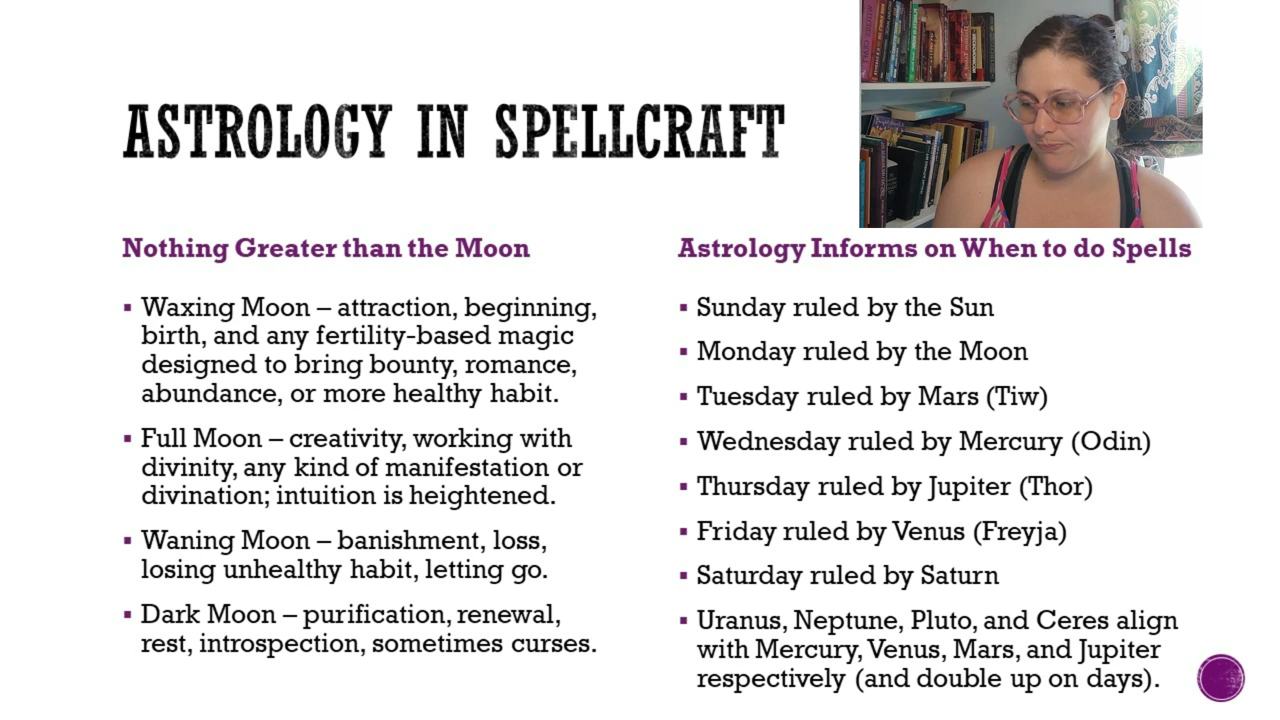 ASTROLOGY IN SPELLCRAFT
Nothing Greater than the Moon
▪ Waxing Moon – attraction, beginning,
birth, and any fertility-based magic
designed to bring bounty, romance,
abundance, or more healthy habit.
▪ Full Moon – creativity, working with
divinity, any kind of manifestation or
divination; intuition is heightened.
▪ Waning Moon – banishment, loss,
losing unhealthy habit, letting go.
▪ Dark Moon – purification, renewal,
rest, introspection, sometimes curses.
Astrology Informs on When to do Spells
▪ Sunday ruled by the Sun
▪ Monday ruled by the Moon
▪ Tuesday ruled by Mars (Tiw)
▪ Wednesday ruled by Mercury (Odin)
▪ Thursday ruled by Jupiter (Thor)
▪ Friday ruled by Venus (Freyja)
▪ Saturday ruled by Saturn
▪ Uranus, Neptune, Pluto, and Ceres align
with Mercury, Venus, Mars, and Jupiter
respectively (and double up on days).